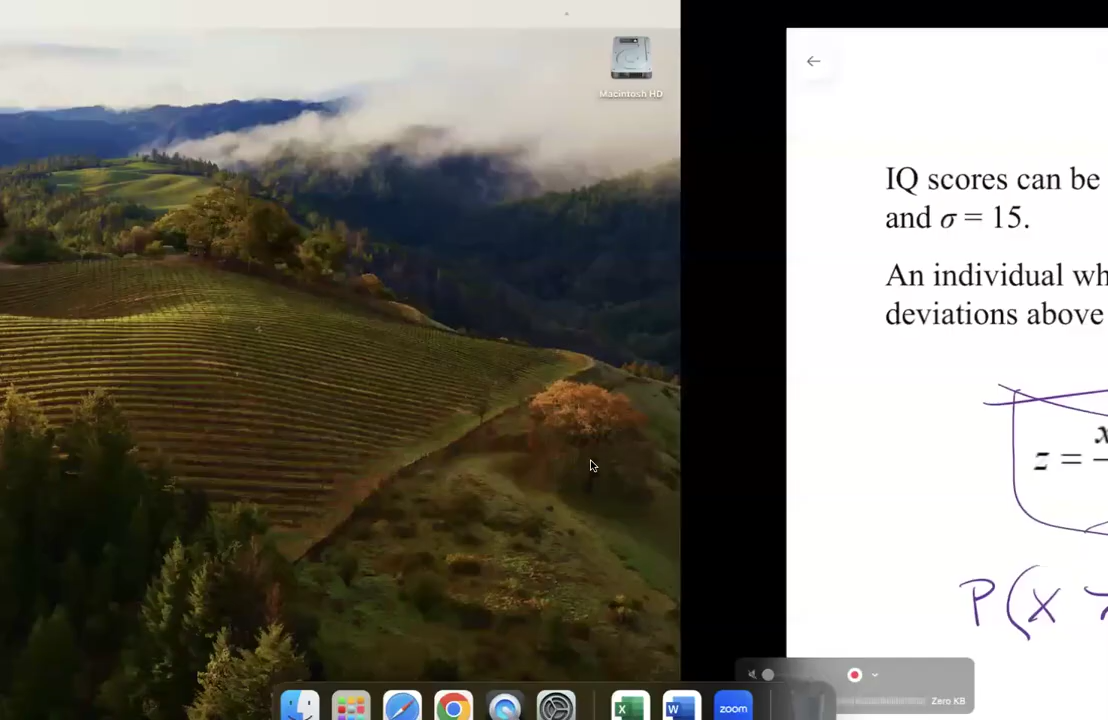 Macintosh HD
IQ scores can be
and σ = 15.
An individual wh
deviations above
z = x
P(X >
Zero KB
X
W
zoom